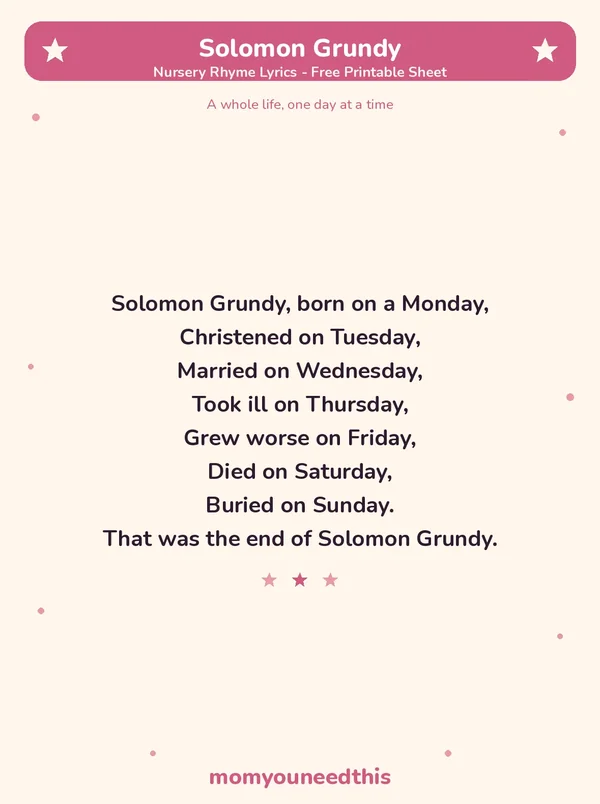 Solomon Grundy
Nursery Rhyme Lyrics - Free Printable Sheet
A whole life, one day at a time
Solomon Grundy, born on a Monday,
Christened on Tuesday,
Married on Wednesday,
Took ill on Thursday,
Grew worse on Friday,
Died on Saturday,
Buried on Sunday.
That was the end of Solomon Grundy.
momyouneedthis